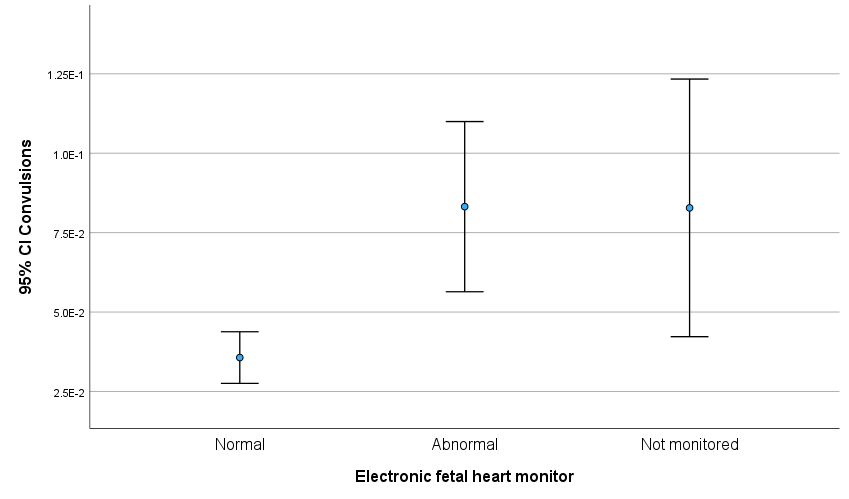 95% CI Convulsions
1.25E-1
1.0E-1
7.5E-2
5.0E-2
2.5E-2
Normal
Abnormal
Not monitored
Electronic fetal heart monitor